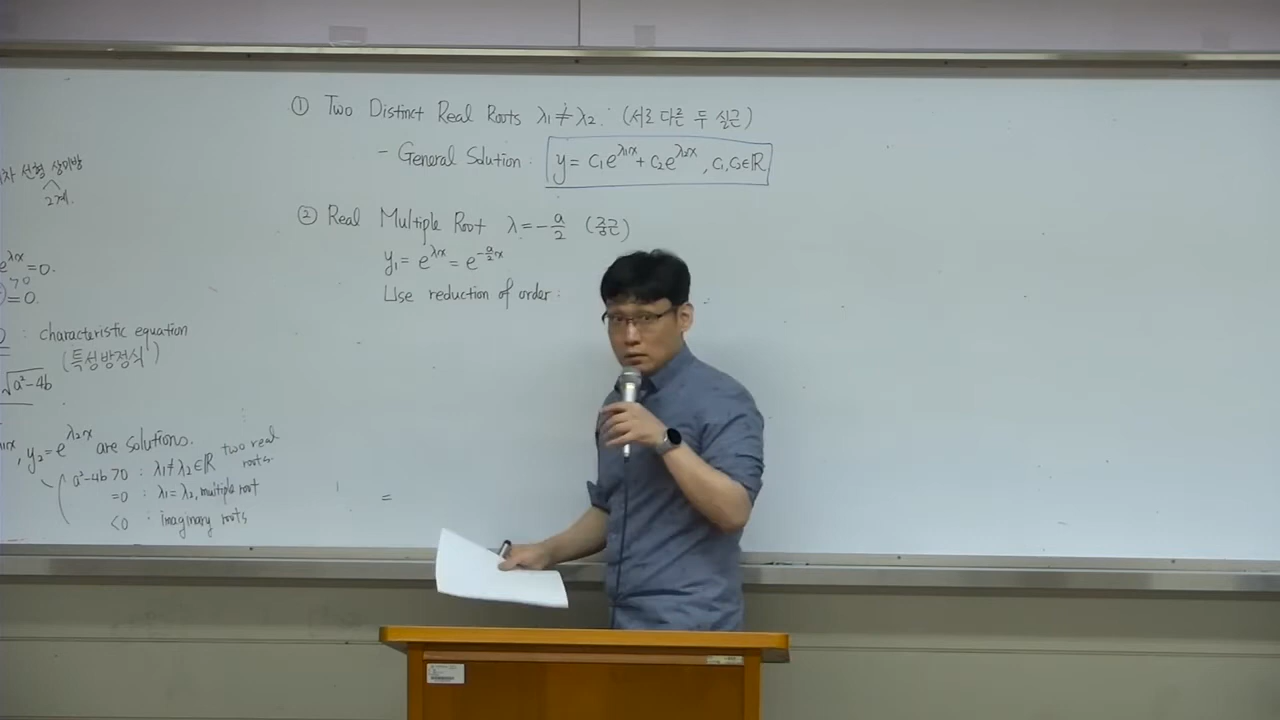 차 선형 상미방
2계.
e^λx=0.
>0
=0.
: characteristic equation
(특성방정식)
√a²-4b
, y₂=e^λ₂x are solutions.
a²-4b>0 : λ₁≠λ₂∈ℝ two real roots.
=0 : λ₁=λ₂, multiple root
<0 : imaginary roots
① Two Distinct Real Roots λ₁≠λ₂. (서로 다른 두 실근)
- General Solution : y= c₁e^λ₁x+c₂e^λ₂x, c₁,c₂∈ℝ
② Real Multiple Root λ=-a/2 (중근)
y₁= e^λx= e^-a/2x
Use reduction of order :
=